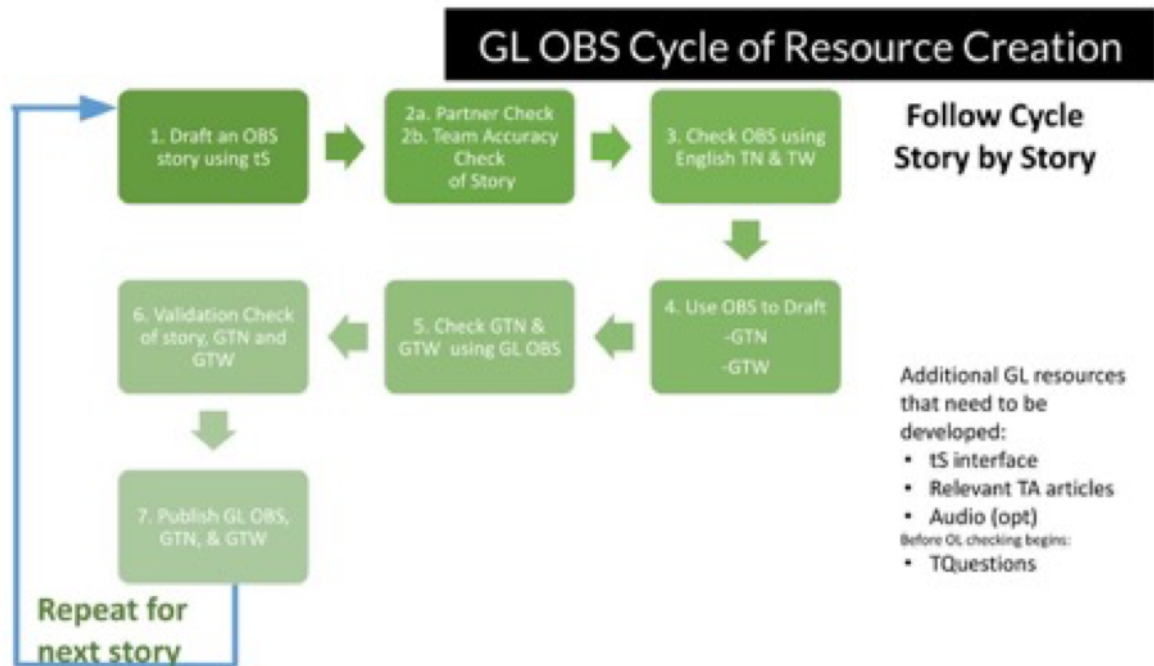 GL OBS Cycle of Resource Creation
Follow Cycle
Story by Story
1. Draft an OBS
story using tS
2a. Partner Check
2b. Team Accuracy
Check
of Story
3. Check OBS using
English TN & TW
4. Use OBS to Draft
-GTN
-GTW
5. Check GTN &
GTW using GL OBS
6. Validation Check
of story, GTN and
GTW
7. Publish GL OBS,
GTN, & GTW
Repeat for
next story
Additional GL resources
that need to be
developed:
• tS interface
• Relevant TA articles
• Audio (opt)
Before OL checking begins:
• TQuestions